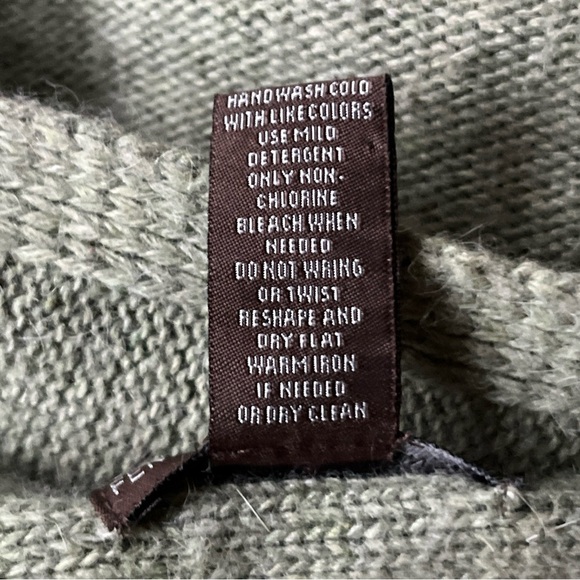 HAND WASH COLD
WITH LIKE COLORS
USE MILD
DETERGENT
ONLY NON-
CHLORINE
BLEACH WHEN
NEEDED
DO NOT WRING
OR TWIST
RESHAPE AND
DRY FLAT
WARM IRON
IF NEEDED
OR DRY CLEAN